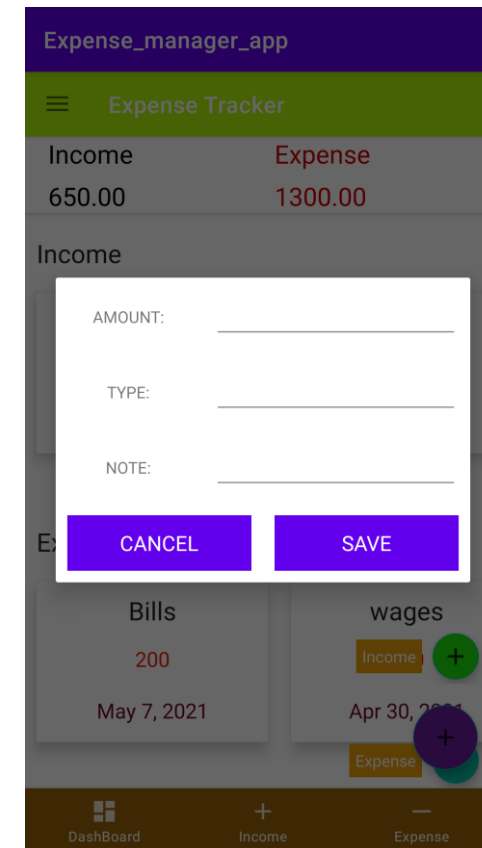 Expense_manager_app
Expense Tracker
Income Expense
650.00 1300.00
Income
AMOUNT:
TYPE:
NOTE:
CANCEL SAVE
Bills wages
200
Income
May 7, 2021 Apr 30,
Expense
DashBoard Income Expense